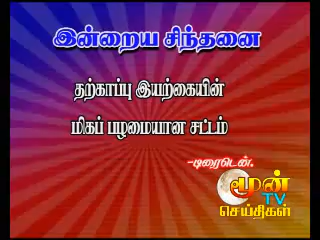 இன்றைய சிந்தனை
தற்காப்பு இயற்கையின்
மிகப் பழமையான சட்டம்
-டிரைடென்.
மூன்
TV
செய்திகள்